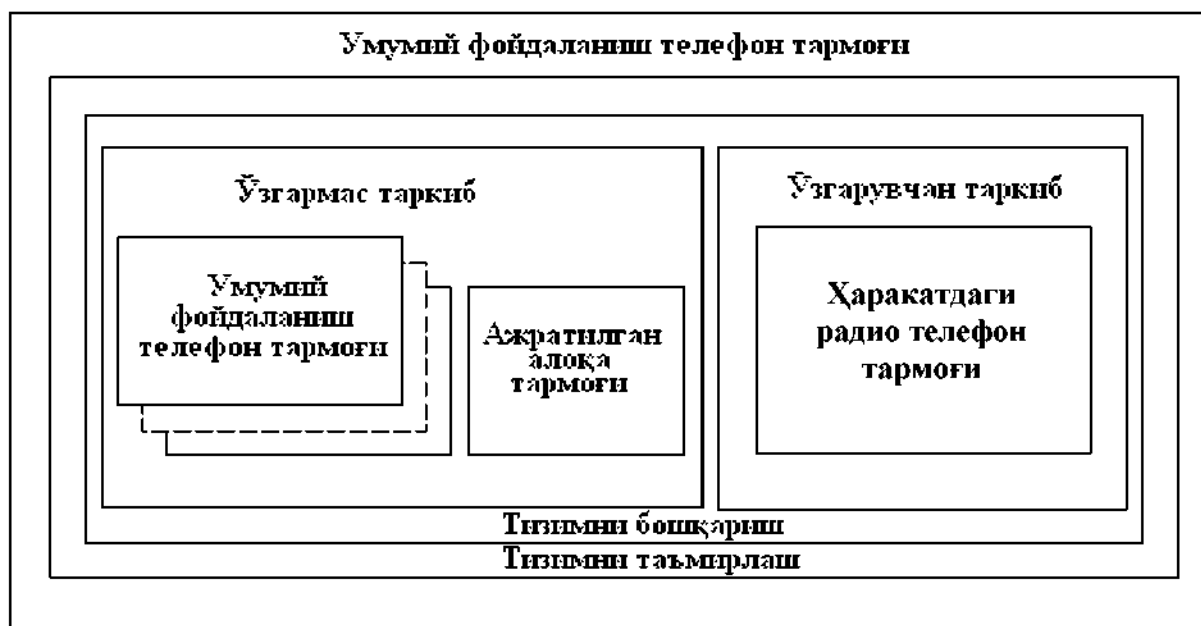 Умумий фойдаланиш телефон тармоғи
Ўзгармас таркиб
Умумий
фойдаланиш
телефон тармоғи
Ажратилган
алоқа
тармоғи
Ўзгарувчан таркиб
Ҳаракатдаги
радио телефон
тармоғи
Тизимни бошқариш
Тизимни таъмирлаш